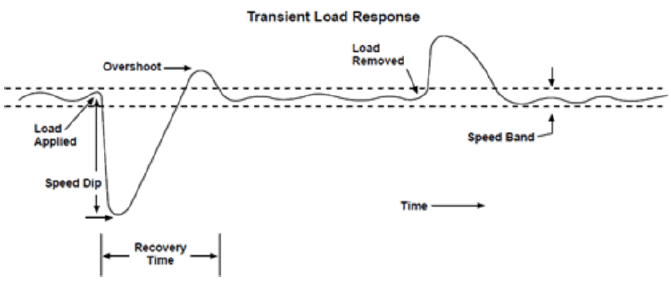 Transient Load Response
Overshoot
Load
Removed
Load
Applied
Speed Band
Speed Dip
Time
Recovery
Time